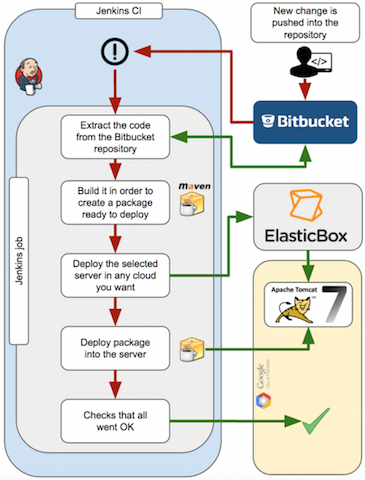 Jenkins CI
New change is
pushed into the
repository
</>
Bitbucket
Extract the code
from the Bitbucket
repository
Build it in order to
create a package
ready to deploy
maven
Jenkins job
ElasticBox
Deploy the selected
server in any cloud
you want
Apache Tomcat
7
TM
Deploy package
into the server
Google
Cloud Platform
Checks that all
went OK